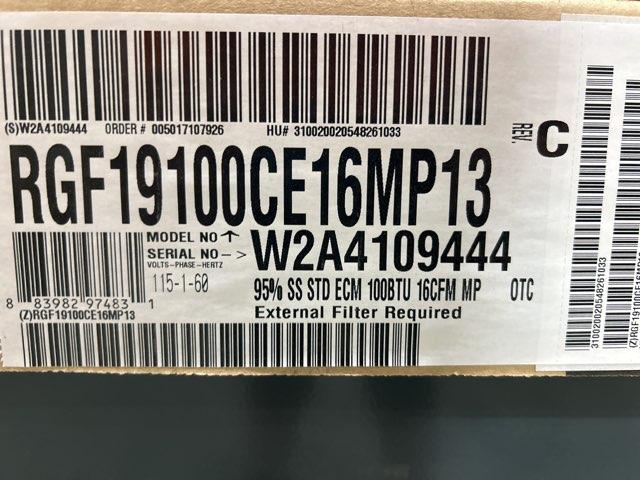 (S)W2A4109444 ORDER # 005017107926 HU# 310020020548261033
REV. C
RGF19100CE16MP13
MODEL NO ↑
SERIAL NO -> W2A4109444
VOLTS-PHASE-HERTZ
115-1-60
95% SS STD ECM 100BTU 16CFM MP OTC
External Filter Required
8 83982 97483 1
(Z)RGF19100CE16MP13
310020020548261033